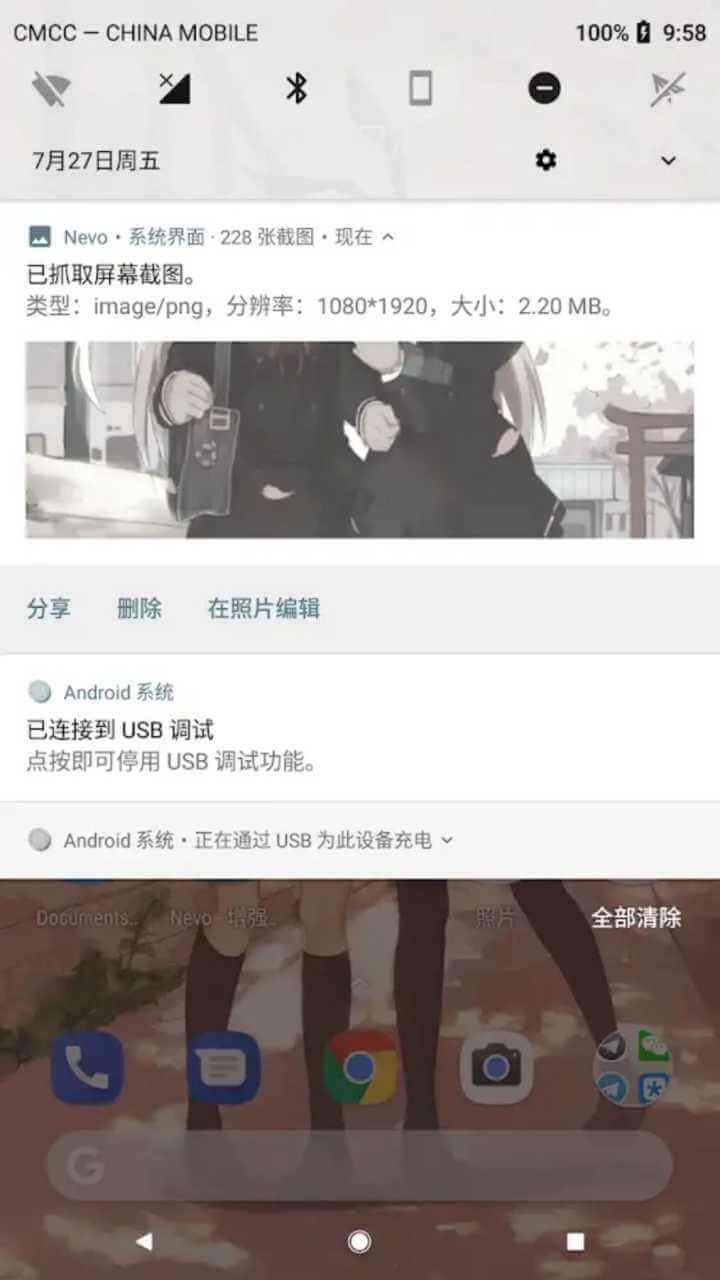 CMCC — CHINA MOBILE
100% 9:58
7月27日周五
Nevo • 系统界面 · 228 张截图 • 现在
已抓取屏幕截图。
类型：image/png，分辨率：1080*1920，大小：2.20 MB。
分享 删除 在照片编辑
Android 系统
已连接到 USB 调试
点按即可停用 USB 调试功能。
Android 系统 • 正在通过 USB 为此设备充电
Documents.. Nevo - 增强.. 照片 全部清除
G